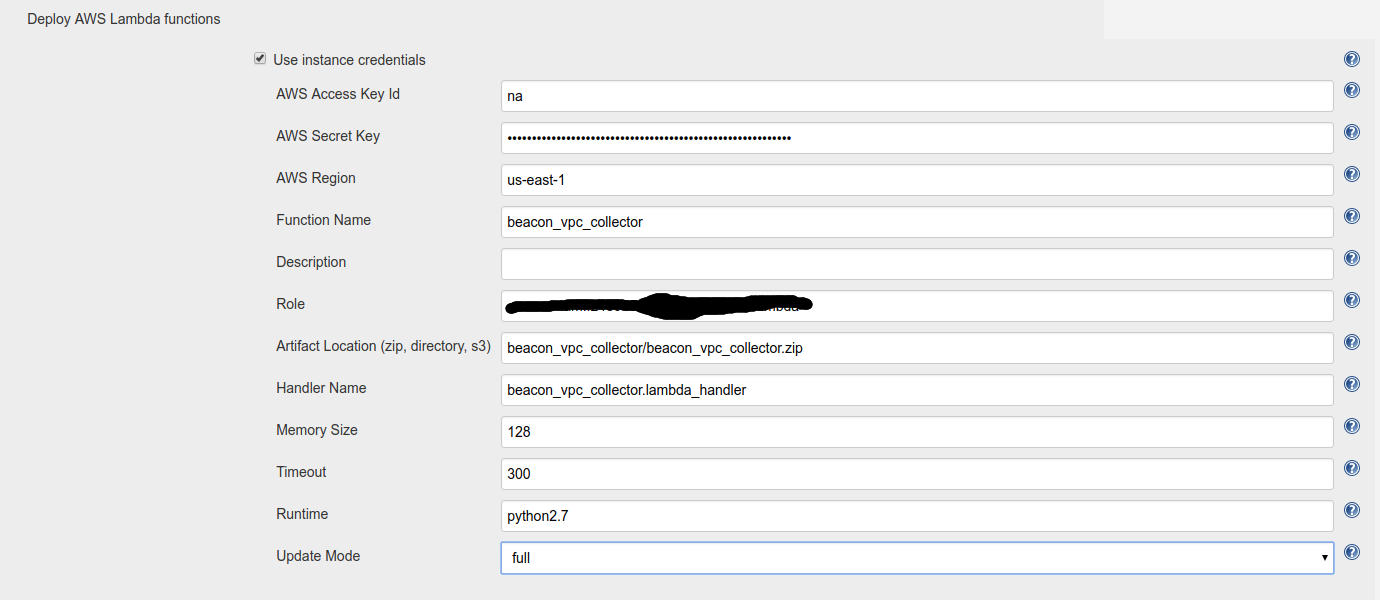 Deploy AWS Lambda functions
Use instance credentials
AWS Access Key Id na
AWS Secret Key ••••••••••••••••••••••••••••••••••••••••••••••••••••••••••
AWS Region us-east-1
Function Name beacon_vpc_collector
Description
Role
Artifact Location (zip, directory, s3) beacon_vpc_collector/beacon_vpc_collector.zip
Handler Name beacon_vpc_collector.lambda_handler
Memory Size 128
Timeout 300
Runtime python2.7
Update Mode full